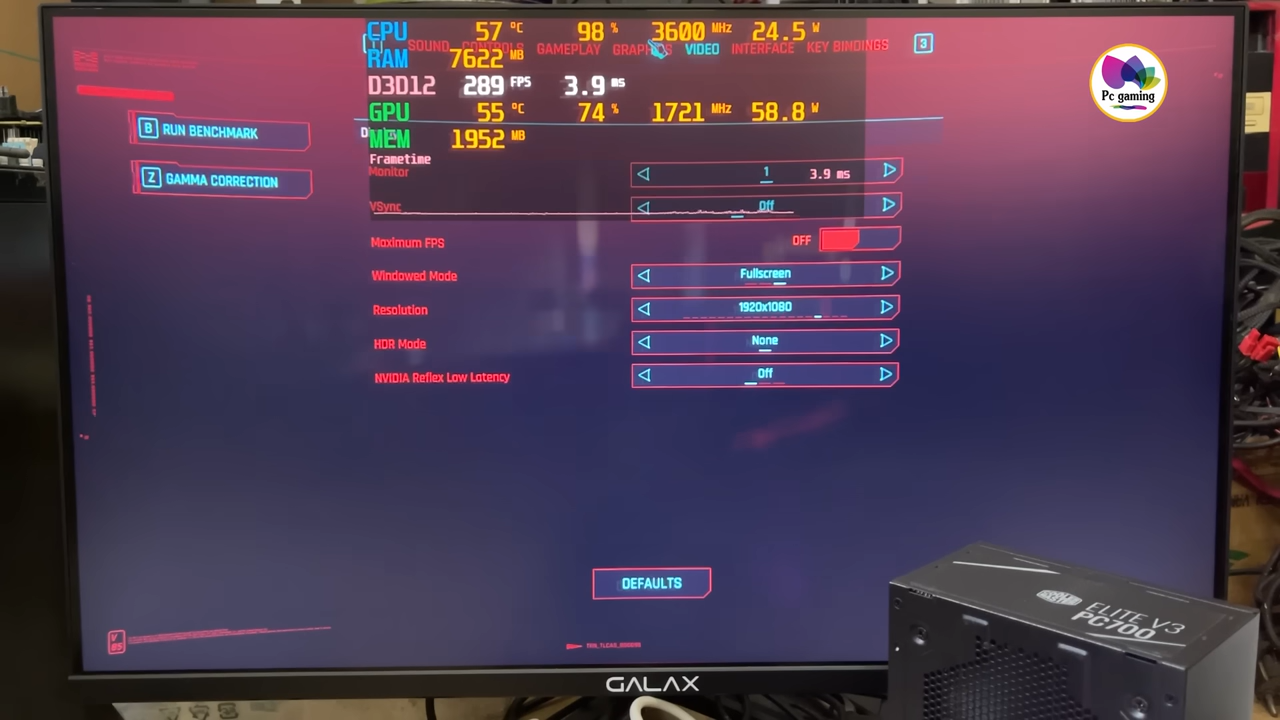 CPU 57 °C 98 % 3600 MHz 24.5 W
SOUND CONTROLS GAMEPLAY GRAPHICS VIDEO INTERFACE KEY BINDINGS 3
RAM 7622 MB
D3D12 289 FPS 3.9 ms
GPU 55 °C 74 % 1721 MHz 58.8 W
MEM 1952 MB
Frametime
3.9 ms
Pc gaming
B RUN BENCHMARK
Z GAMMA CORRECTION
Monitor 1
VSync Off
Maximum FPS OFF
Windowed Mode Fullscreen
Resolution 1920x1080
HDR Mode None
NVIDIA Reflex Low Latency Off
DEFAULTS
V
85
GALAX
ELITE V3
PC700